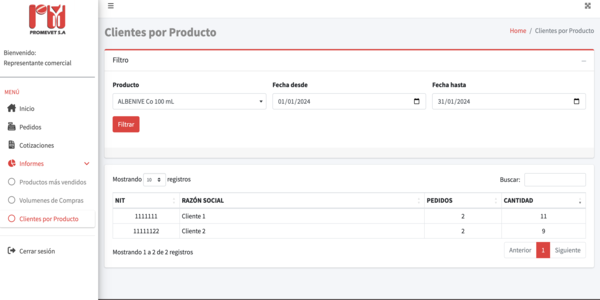 PROMEVET S.A
Bienvenido:
Representante comercial
MENÚ
Inicio
Pedidos
Cotizaciones
Informes
Productos más vendidos
Volumenes de Compras
Clientes por Producto
Cerrar sesión
Clientes por Producto
Home / Clientes por Producto
Filtro
Producto Fecha desde Fecha hasta
ALBENIVE Co 100 mL 01/01/2024 31/01/2024
Filtrar
Mostrando 10 registros Buscar:
NIT RAZÓN SOCIAL PEDIDOS CANTIDAD
1111111 Cliente 1 2 11
11111122 Cliente 2 2 9
Mostrando 1 a 2 de 2 registros Anterior 1 Siguiente